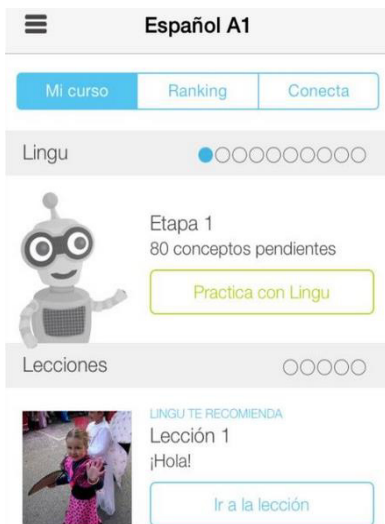 Español A1
Mi curso
Ranking
Conecta
Lingu
Etapa 1
80 conceptos pendientes
Practica con Lingu
Lecciones
LINGU TE RECOMIENDA
Lección 1
¡Hola!
Ir a la lección